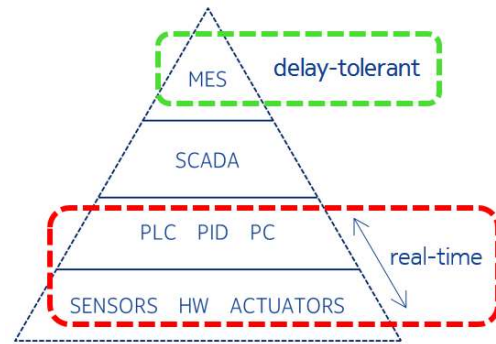 MES
delay-tolerant
SCADA
PLC PID PC
real-time
SENSORS HW ACTUATORS